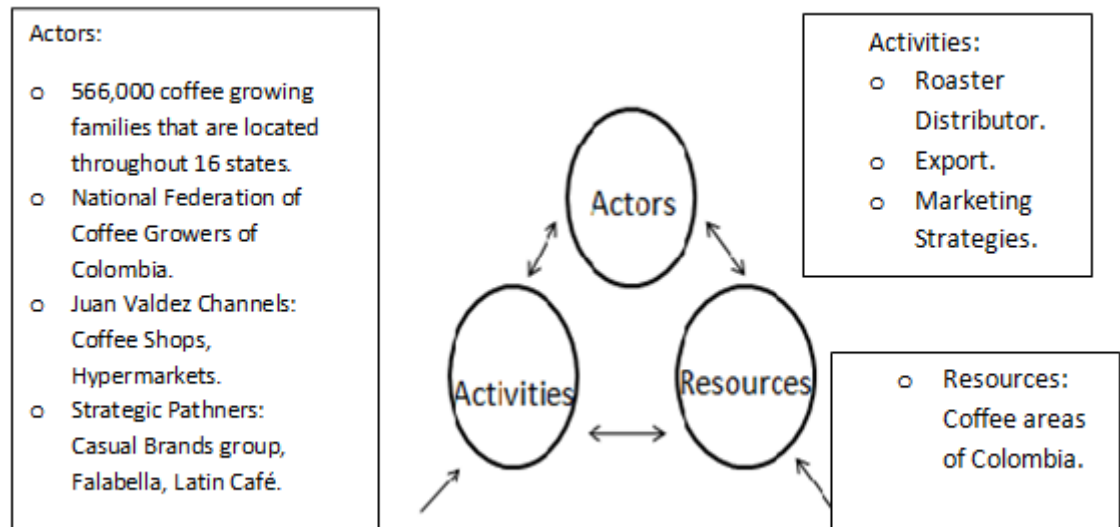 Actors:
o 566,000 coffee growing
families that are located
throughout 16 states.
o National Federation of
Coffee Growers of
Colombia.
o Juan Valdez Channels:
Coffee Shops,
Hypermarkets.
o Strategic Pathners:
Casual Brands group,
Falabella, Latin Café.
Actors
Activities
Resources
Activities:
o Roaster
Distributor.
o Export.
o Marketing
Strategies.
o Resources:
Coffee areas
of Colombia.